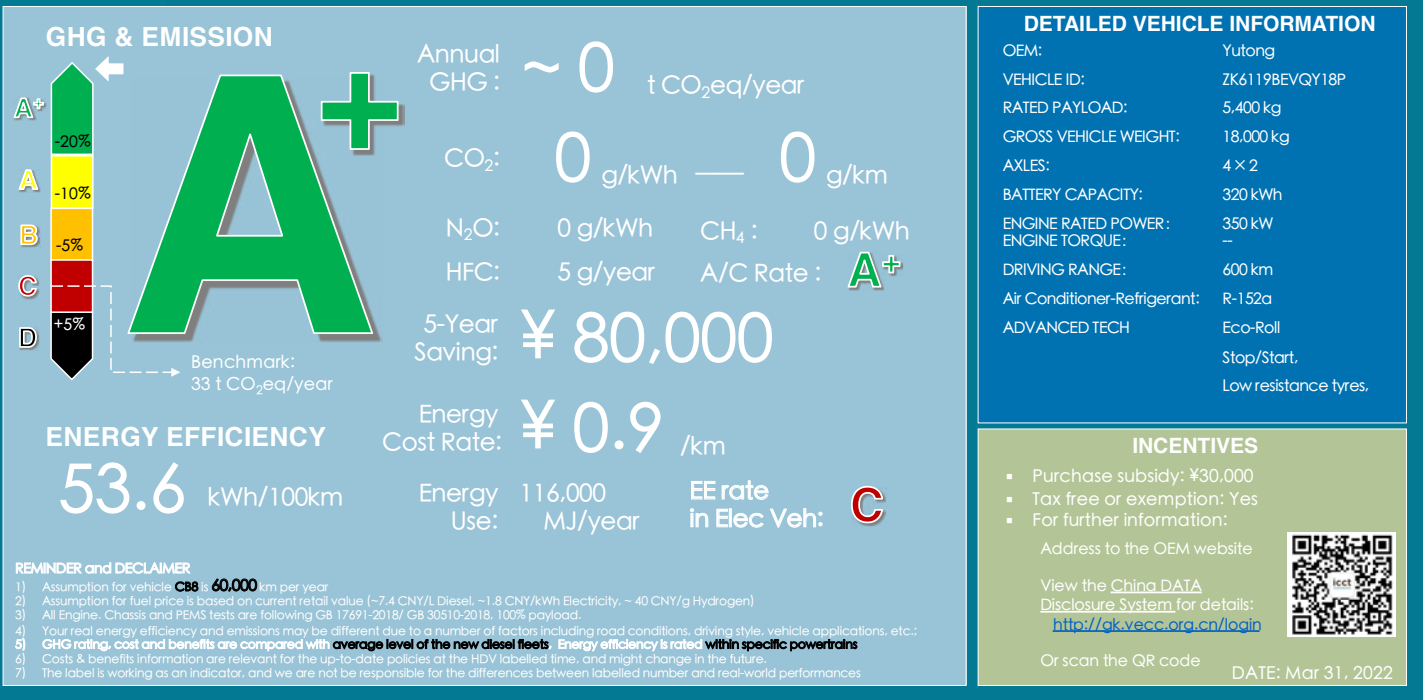 GHG & EMISSION
A+
-20%
A
-10%
B
-5%
C
+5%
D
A+
Benchmark:
33 t CO₂eq/year
Annual
GHG : ~ 0 t CO₂eq/year
CO₂: 0 g/kWh — 0 g/km
N₂O: 0 g/kWh CH₄ : 0 g/kWh
HFC: 5 g/year A/C Rate : A+
5-Year
Saving: ¥ 80,000
Energy
Cost Rate: ¥ 0.9 /km
ENERGY EFFICIENCY
53.6 kWh/100km
Energy 116,000 EE rate
Use: MJ/year in Elec Veh: C
REMINDER and DECLAIMER
1) Assumption for vehicle CB8 is 60,000 km per year
2) Assumption for fuel price is based on current retail value (~7.4 CNY/L Diesel, ~1.8 CNY/kWh Electricity, ~ 40 CNY/g Hydrogen)
3) All Engine, Chassis and PEMS tests are following GB 17691-2018/ GB 30510-2018, 100% payload.
4) Your real energy efficiency and emissions may be different due to a number of factors including road conditions, driving style, vehicle applications, etc.;
5) GHG rating, cost and benefits are compared with average level of the new diesel fleets. Energy efficiency is rated within specific powertrains
6) Costs & benefits information are relevant for the up-to-date policies at the HDV labelled time, and might change in the future.
7) The label is working as an indicator, and we are not be responsible for the differences between labelled number and real-world performances
DETAILED VEHICLE INFORMATION
OEM: Yutong
VEHICLE ID: ZK6119BEVQY18P
RATED PAYLOAD: 5,400 kg
GROSS VEHICLE WEIGHT: 18,000 kg
AXLES: 4×2
BATTERY CAPACITY: 320 kWh
ENGINE RATED POWER: 350 kW
ENGINE TORQUE: --
DRIVING RANGE: 600 km
Air Conditioner-Refrigerant: R-152a
ADVANCED TECH Eco-Roll
Stop/Start,
Low resistance tyres,
INCENTIVES
▪ Purchase subsidy: ¥30,000
▪ Tax free or exemption: Yes
▪ For further information:
Address to the OEM website
View the China DATA
Disclosure System for details:
http://gk.vecc.org.cn/login
icct
Or scan the QR code
DATE: Mar 31, 2022